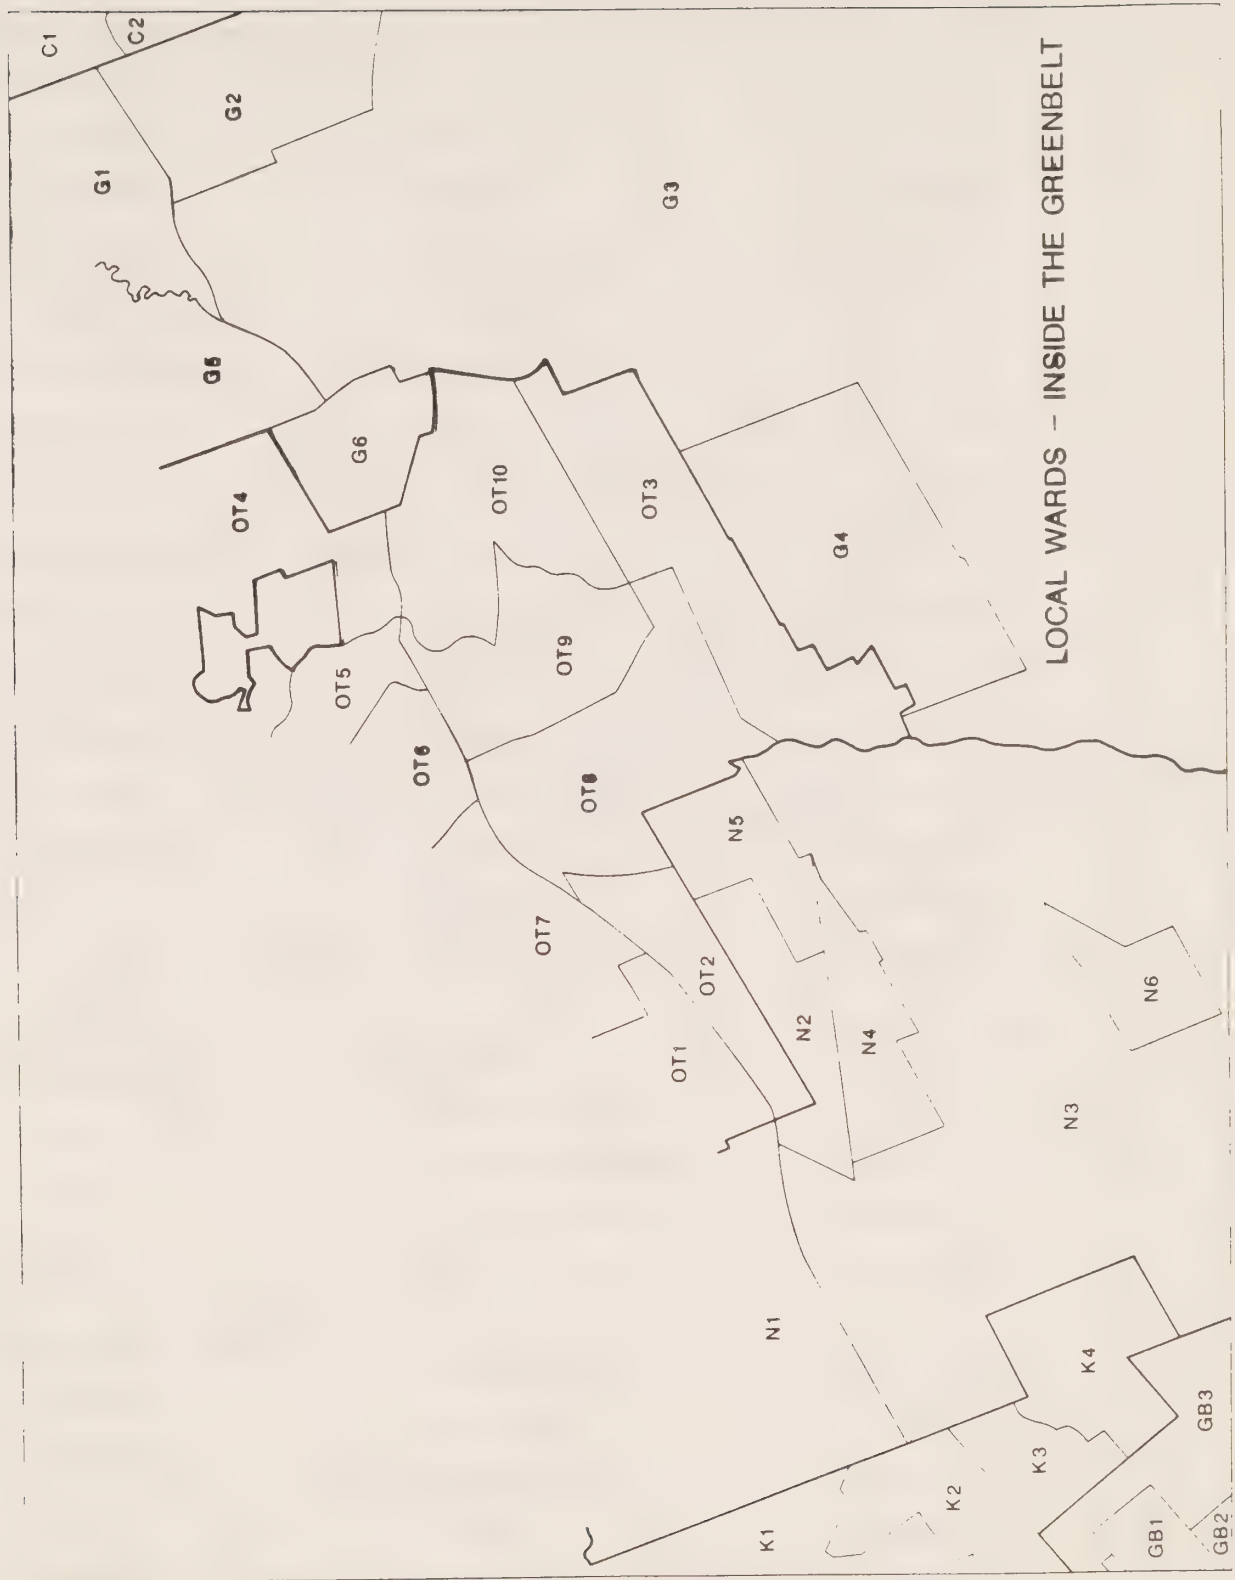 LOCAL WARDS – INSIDE THE GREENBELT
C1
C2
G1
G2
G3
G5
G6
OT4
OT10
OT3
G4
OT5
OT9
OT6
OT8
N5
OT7
OT2
N2
N4
OT1
N6
N3
N1
K4
K3
K2
K1
GB3
GB1
GB2